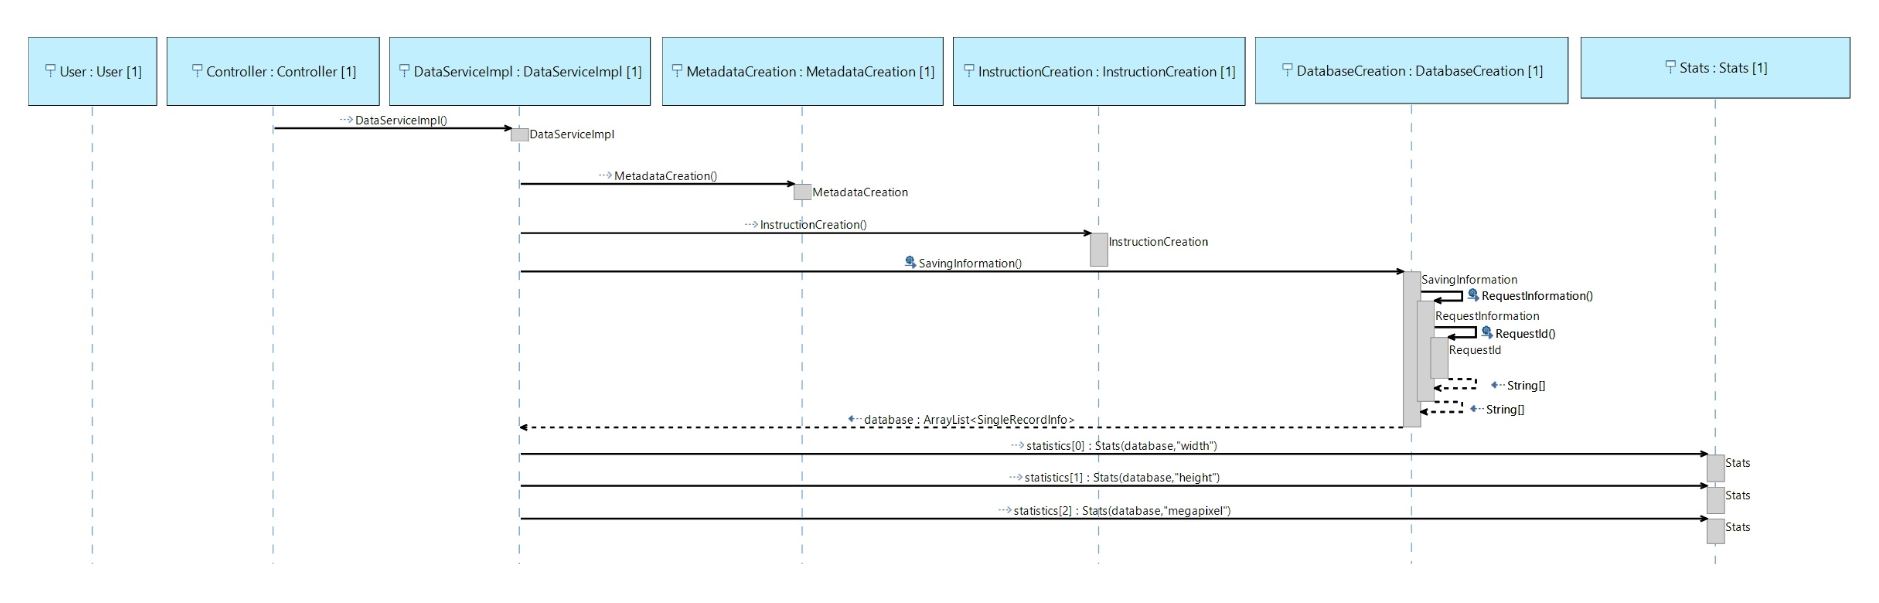 User : User [1]
Controller : Controller [1]
DataServiceImpl : DataServiceImpl [1]
MetadataCreation : MetadataCreation [1]
InstructionCreation : InstructionCreation [1]
DatabaseCreation : DatabaseCreation [1]
Stats : Stats [1]
DataServiceImpl()
DataServiceImpl
MetadataCreation()
MetadataCreation
InstructionCreation()
InstructionCreation
SavingInformation()
SavingInformation
RequestInformation()
RequestInformation
RequestId()
RequestId
String[]
String[]
database : ArrayList<SingleRecordInfo>
statistics[0] : Stats(database,"width")
Stats
statistics[1] : Stats(database,"height")
Stats
statistics[2] : Stats(database,"megapixel")
Stats